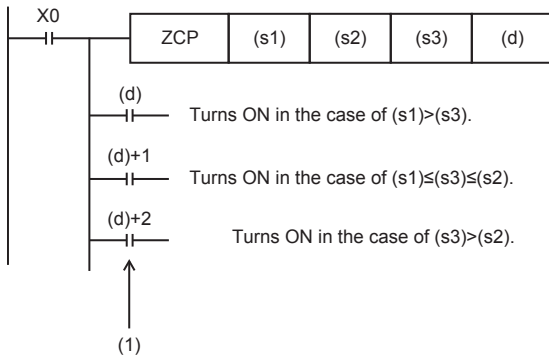 X0
ZCP (s1) (s2) (s3) (d)
(d)
Turns ON in the case of (s1)>(s3).
(d)+1
Turns ON in the case of (s1)≤(s3)≤(s2).
(d)+2
Turns ON in the case of (s3)>(s2).
(1)